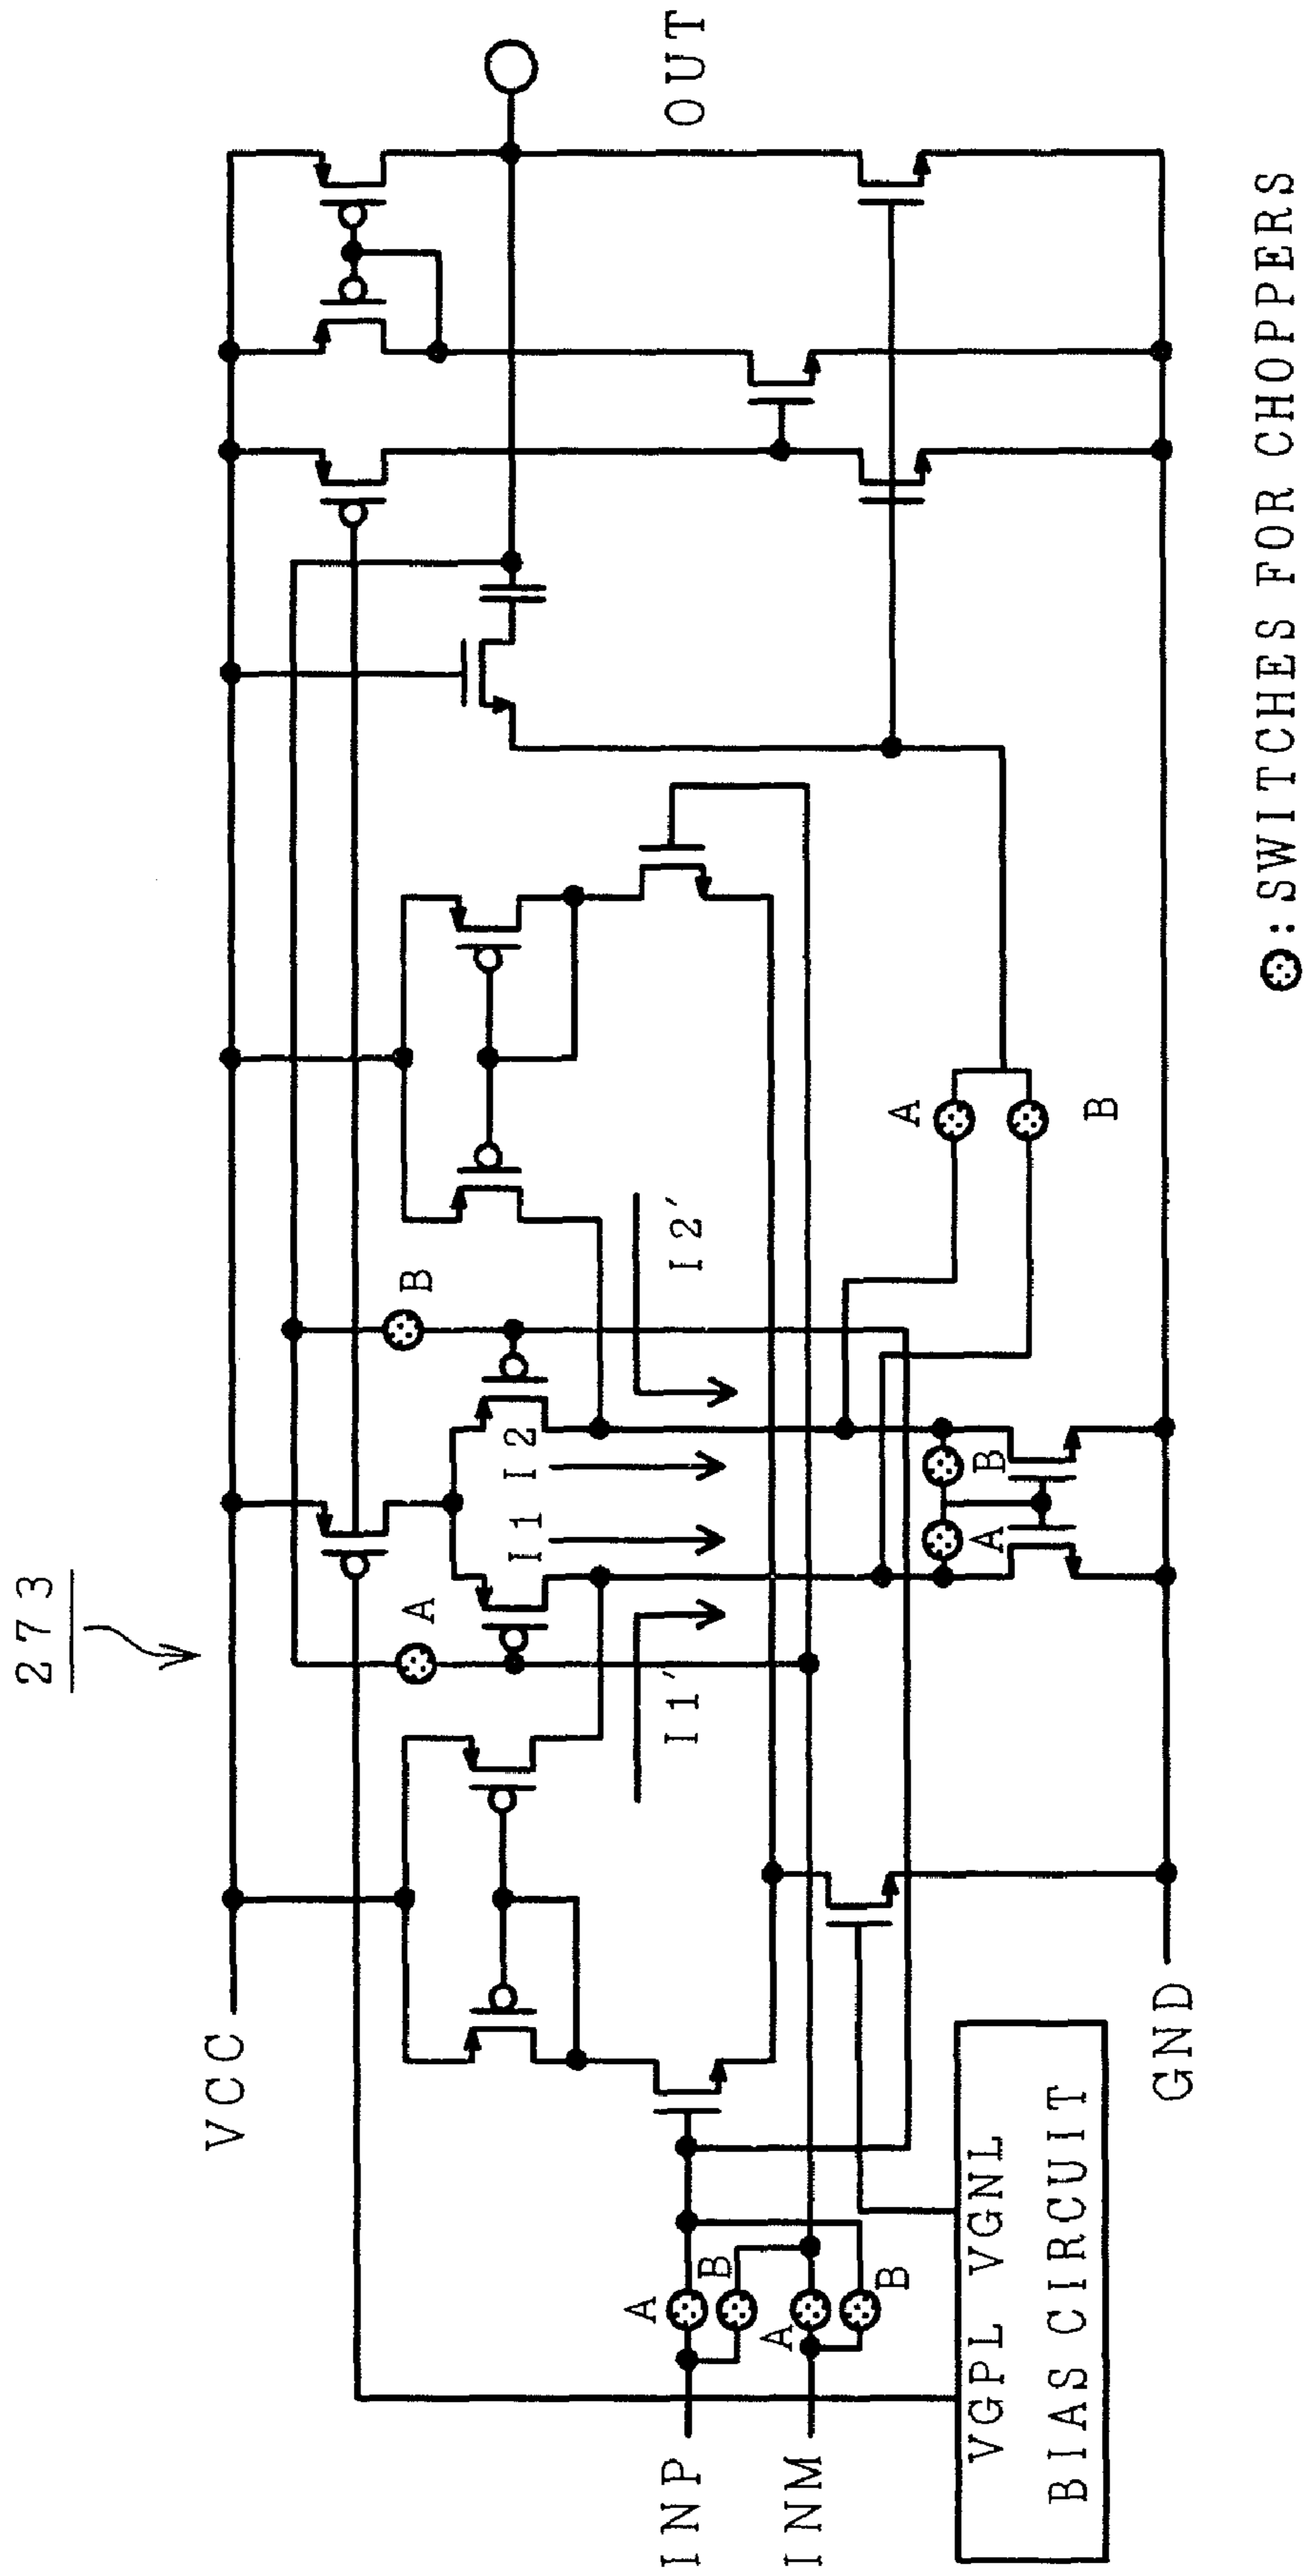 273
VCC
I1'
I1
I2
I2'
A
B
A
B
A
B
A
B
A
B
INP
INM
OUT
GND
VGPL VGNL
BIAS CIRCUIT
: SWITCHES FOR CHOPPERS